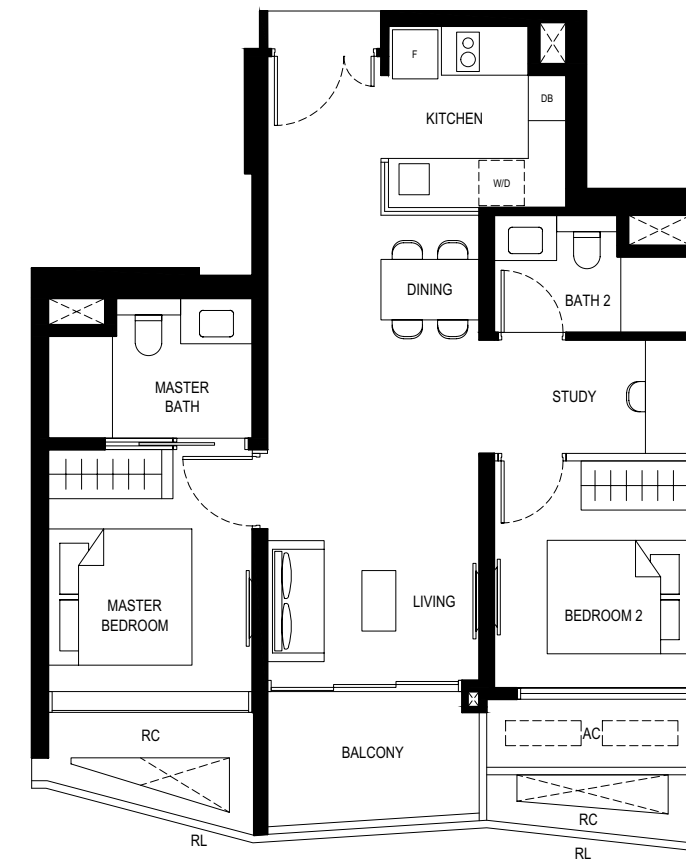 F
DB
KITCHEN
W/D
DINING
BATH 2
MASTER
BATH
STUDY
LIVING
MASTER
BEDROOM
BEDROOM 2
RC
AC
BALCONY
RC
RL
RL